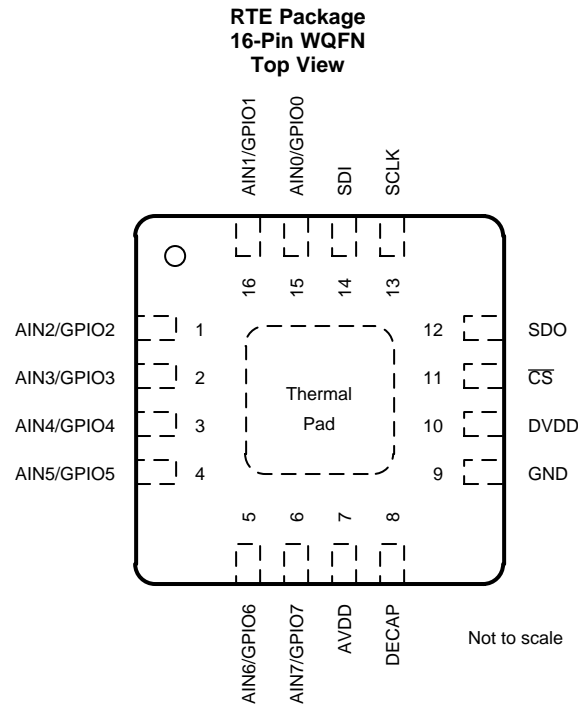 RTE Package
16-Pin WQFN
Top View
AIN1/GPIO1
AIN0/GPIO0
SDI
SCLK
16
15
14
13
AIN2/GPIO2 1
AIN3/GPIO3 2
AIN4/GPIO4 3
AIN5/GPIO5 4
Thermal
Pad
12 SDO
11 C̅S̅
10 DVDD
9 GND
5
6
7
8
AIN6/GPIO6
AIN7/GPIO7
AVDD
DECAP
Not to scale